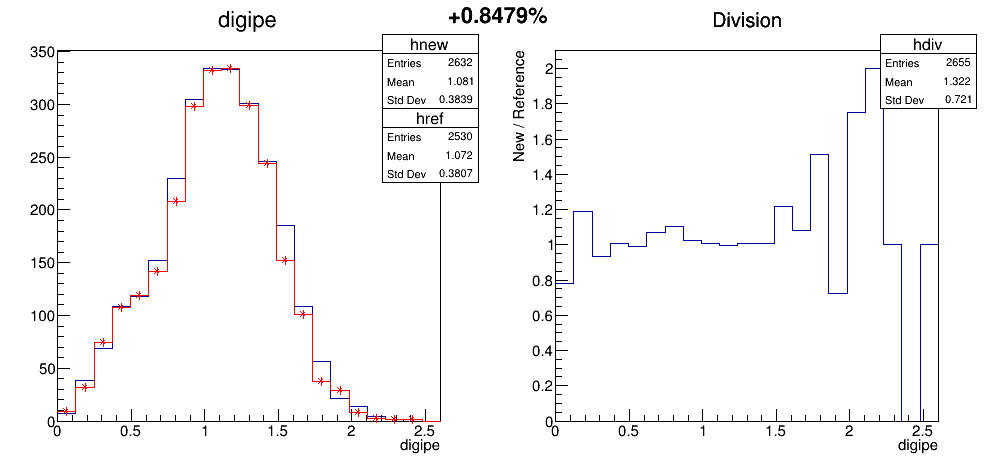 +0.8479%
digipe
hnew
Entries 2632
Mean 1.081
Std Dev 0.3839
href
Entries 2530
Mean 1.072
Std Dev 0.3807
350
300
250
200
150
100
50
0
0 0.5 1 1.5 2 2.5
digipe
Division
hdiv
Entries 2655
Mean 1.322
Std Dev 0.721
New / Reference
2
1.8
1.6
1.4
1.2
1
0.8
0.6
0.4
0.2
0
0 0.5 1 1.5 2 2.5
digipe